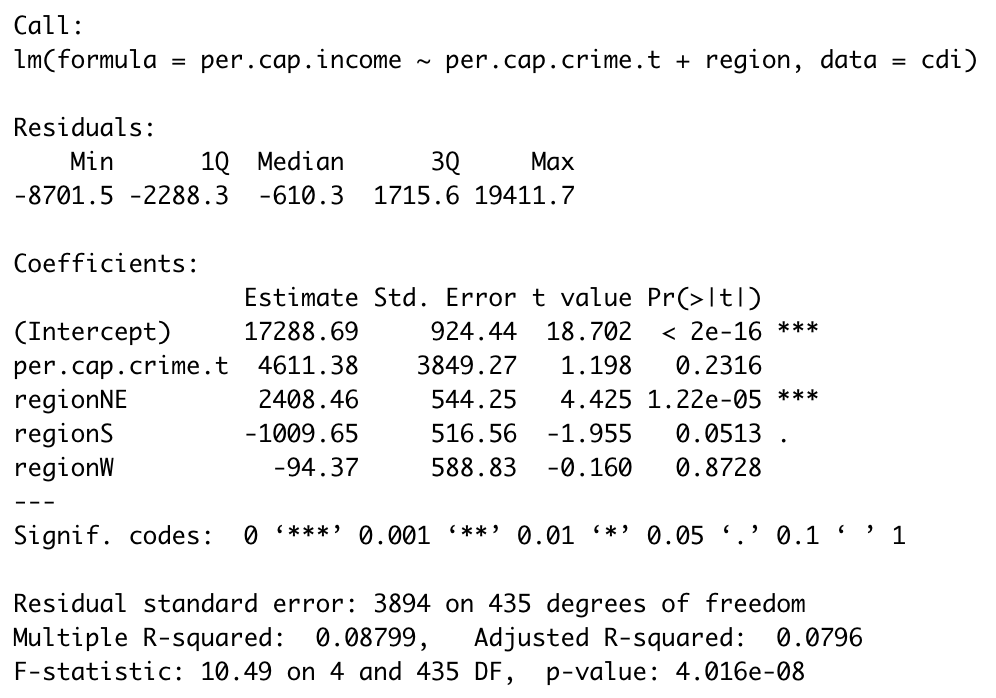 Call:
lm(formula = per.cap.income ~ per.cap.crime.t + region, data = cdi)
Residuals:
Min 1Q Median 3Q Max
-8701.5 -2288.3 -610.3 1715.6 19411.7
Coefficients:
Estimate Std. Error t value Pr(>|t|)
(Intercept) 17288.69 924.44 18.702 < 2e-16 ***
per.cap.crime.t 4611.38 3849.27 1.198 0.2316
regionNE 2408.46 544.25 4.425 1.22e-05 ***
regionS -1009.65 516.56 -1.955 0.0513 .
regionW -94.37 588.83 -0.160 0.8728
---
Signif. codes: 0 ‘***’ 0.001 ‘**’ 0.01 ‘*’ 0.05 ‘.’ 0.1 ‘ ’ 1
Residual standard error: 3894 on 435 degrees of freedom
Multiple R-squared: 0.08799, Adjusted R-squared: 0.0796
F-statistic: 10.49 on 4 and 435 DF, p-value: 4.016e-08